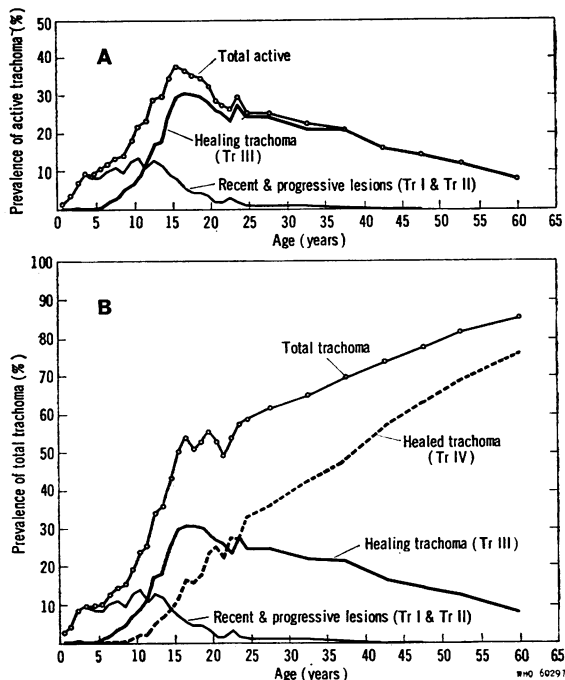 Prevalence of active trachoma (%)
50
40
30
20
10
A
Total active
Healing trachoma
(Tr III)
Recent & progressive lesions (Tr I & Tr II)
0 5 10 15 20 25 30 35 40 45 50 55 60 65
Age (years)
Prevalence of total trachoma (%)
100
90
80
70
60
50
40
30
20
10
B
Total trachoma
Healed trachoma
(Tr IV)
Healing trachoma (Tr III)
Recent & progressive lesions (Tr I & Tr II)
0 5 10 15 20 25 30 35 40 45 50 55 60 65
Age (years)
WHO 60297